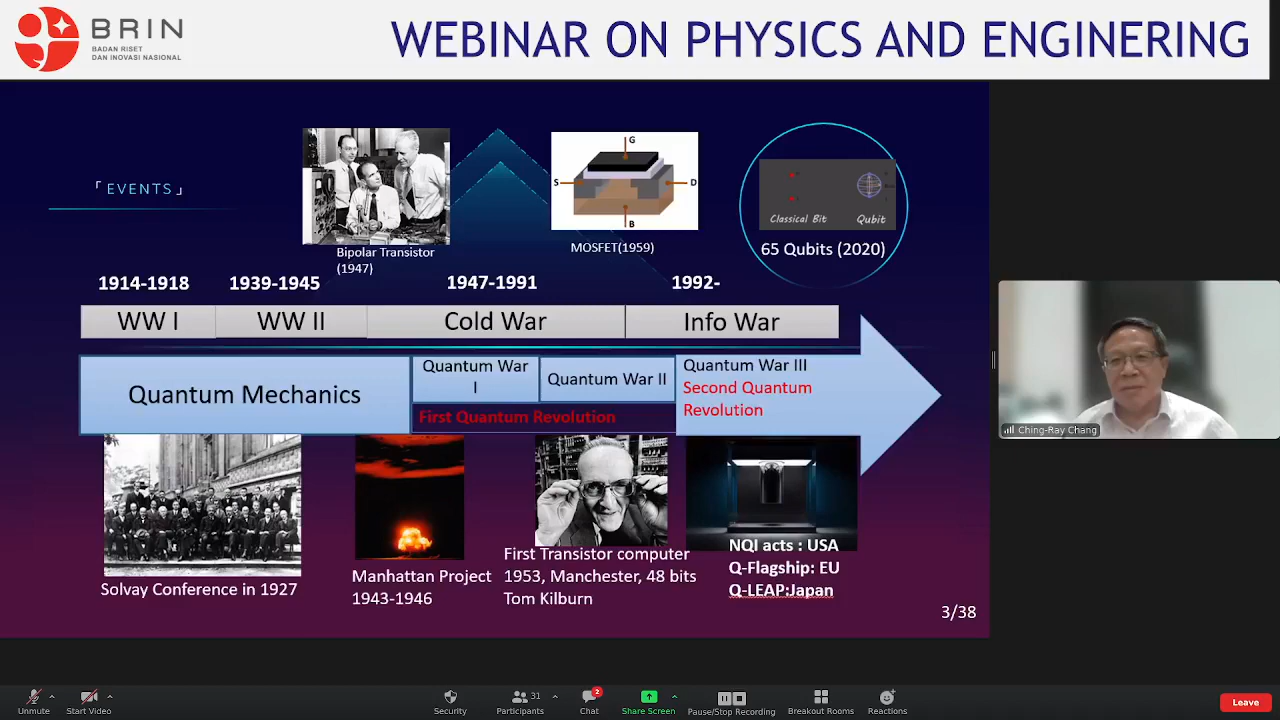 BRIN
BADAN RISET
DAN INOVASI NASIONAL
WEBINAR ON PHYSICS AND ENGINERING
「EVENTS」
Bipolar Transistor
(1947)
G
S
D
B
MOSFET(1959)
Classical Bit
Qubit
65 Qubits (2020)
1914-1918
1939-1945
1947-1991
1992-
WW I
WW II
Cold War
Info War
Quantum Mechanics
Quantum War
I
Quantum War II
First Quantum Revolution
Quantum War III
Second Quantum
Revolution
Solvay Conference in 1927
Manhattan Project
1943-1946
First Transistor computer
1953, Manchester, 48 bits
Tom Kilburn
NQI acts : USA
Q-Flagship: EU
Q-LEAP:Japan
3/38
Ching-Ray Chang
Unmute
Start Video
Security
31
Participants
2
Chat
Share Screen
Pause/Stop Recording
Breakout Rooms
Reactions
Leave